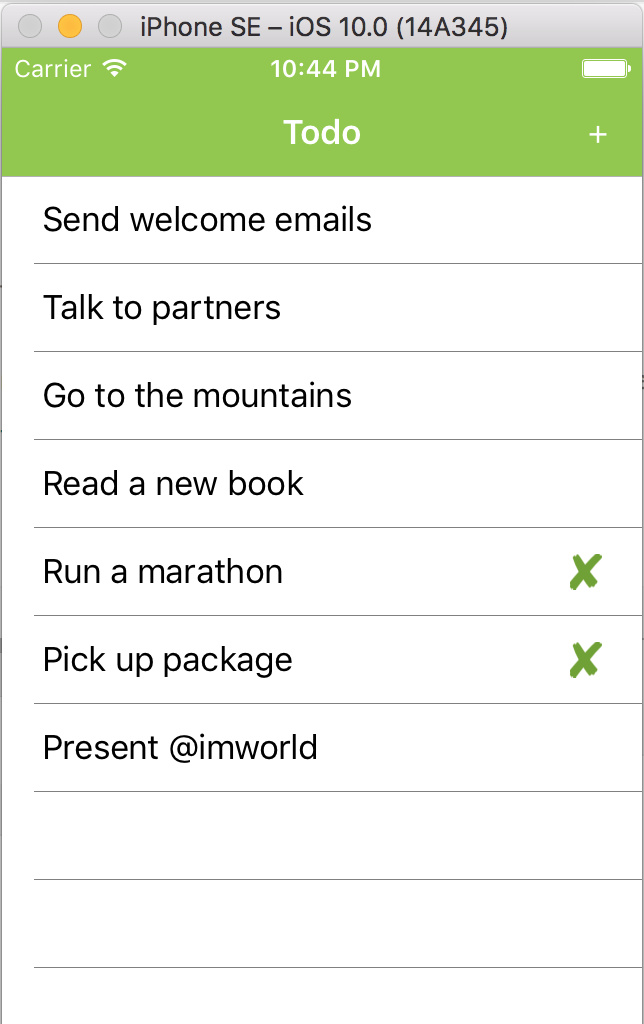 iPhone SE – iOS 10.0 (14A345)
Carrier 10:44 PM
Todo +
Send welcome emails
Talk to partners
Go to the mountains
Read a new book
Run a marathon ✘
Pick up package ✘
Present @imworld